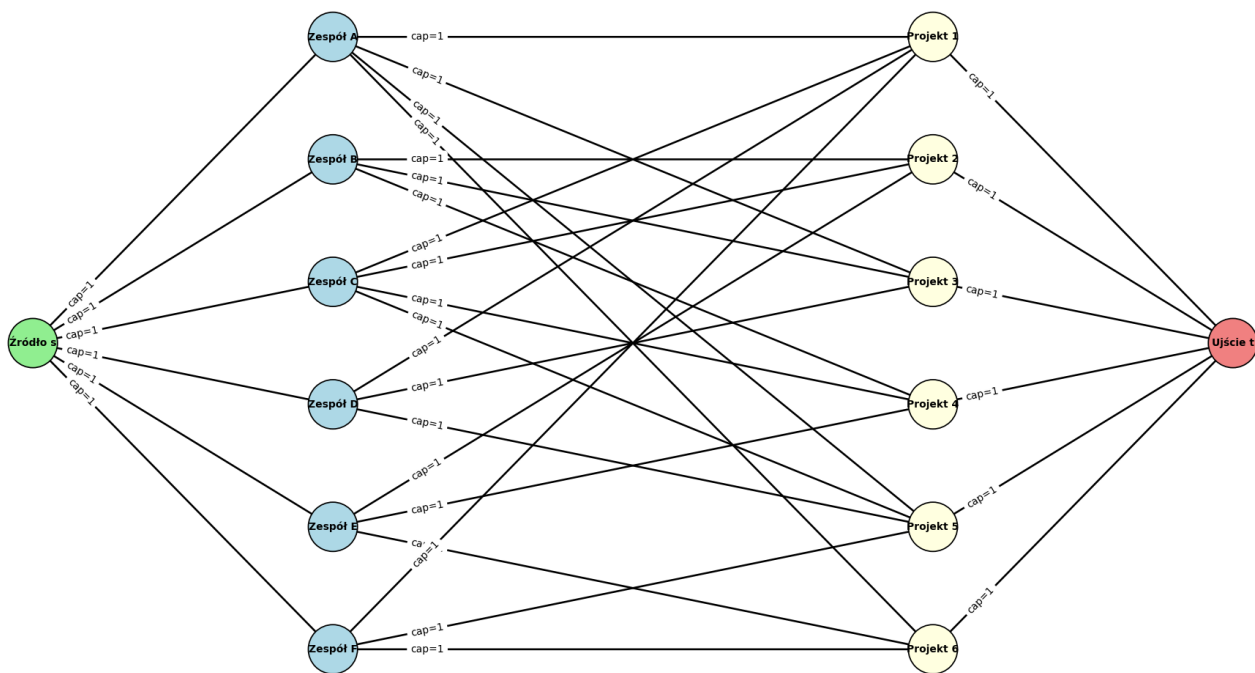 Zespół A
cap=1
Projekt 1
cap=1
cap=1
cap=1
cap=1
Zespół B
cap=1
Projekt 2
cap=1
cap=1
cap=1
cap=1
cap=1
Zespół C
Projekt 3
cap=1
cap=1
cap=1
cap=1
cap=1
cap=1
Źródło s
Ujście t
cap=1
cap=1
cap=1
cap=1
cap=1
cap=1
Zespół D
Projekt 4
cap=1
cap=1
cap=1
cap=1
Zespół E
Projekt 5
cap=1
cap=1
cap=1
Zespół F
cap=1
Projekt 6